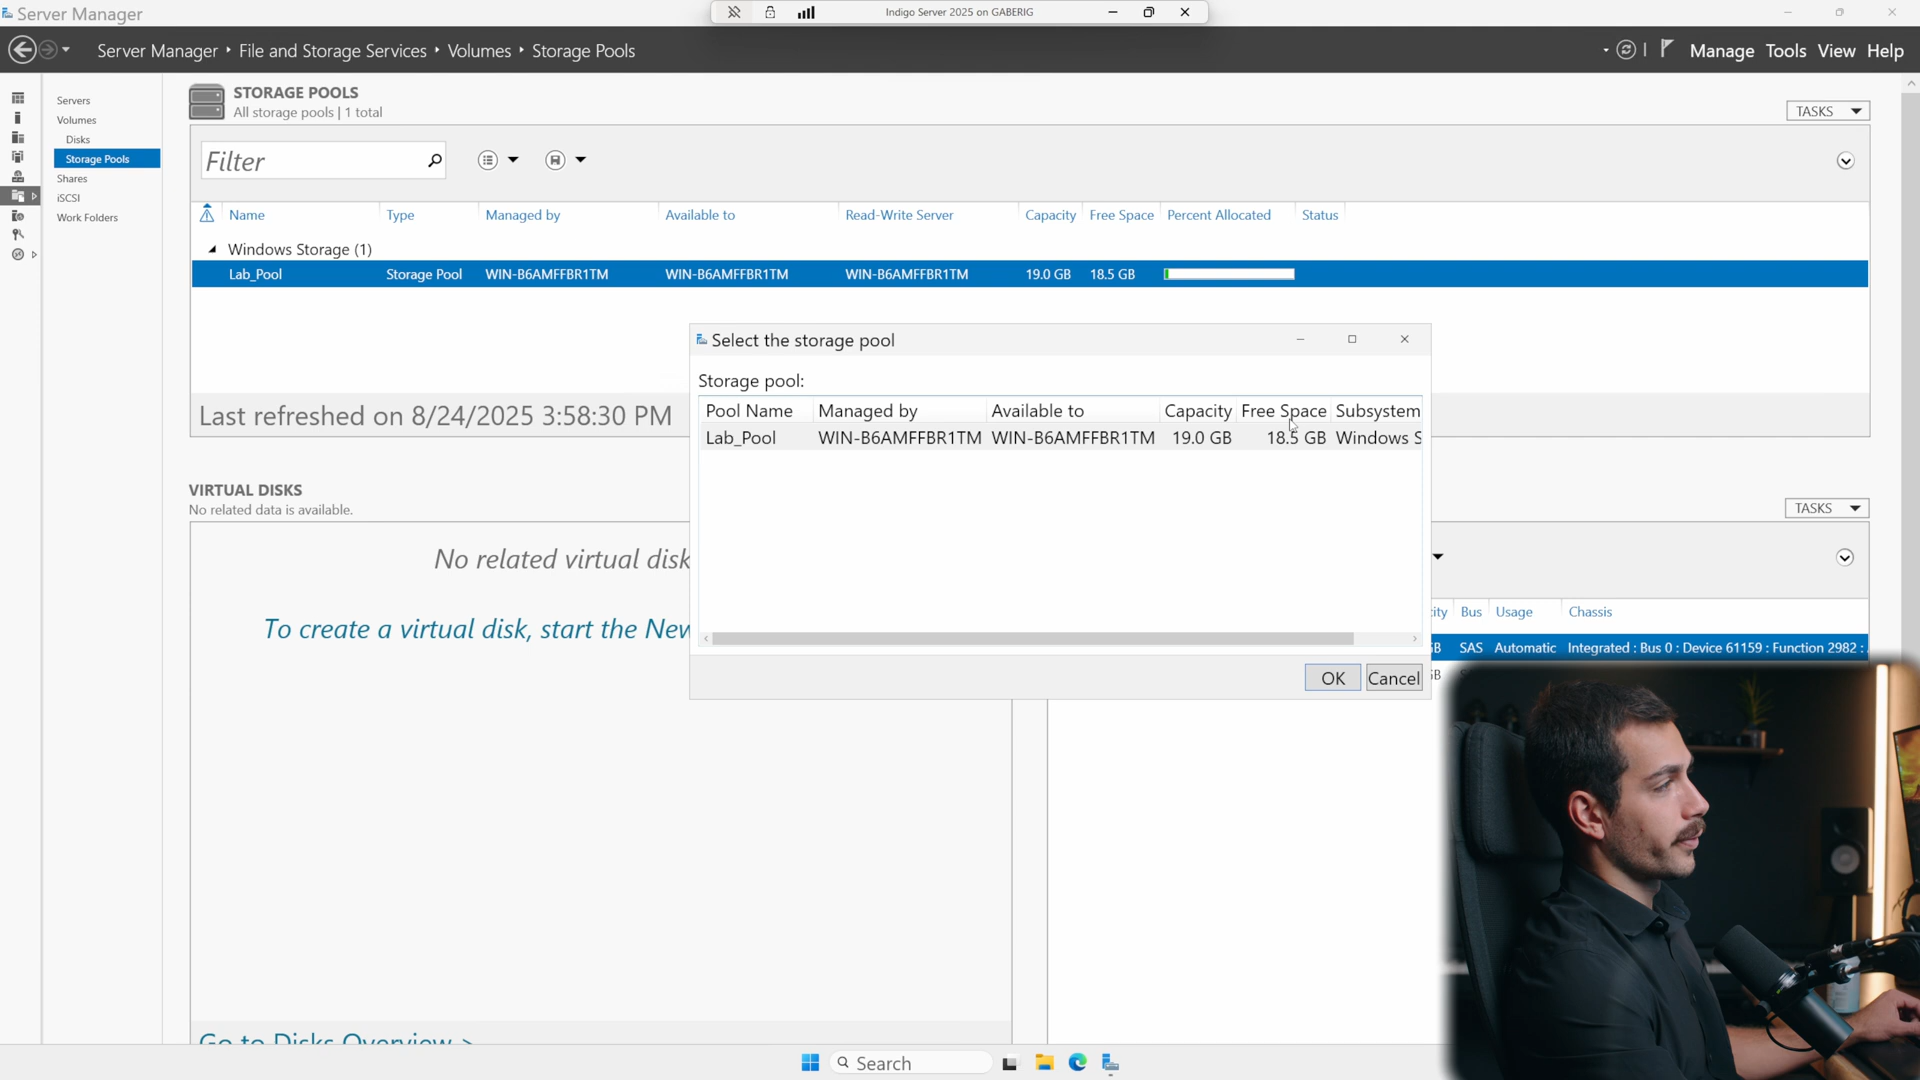 Server Manager
Indigo Server 2025 on GABERIG
Server Manager ‣ File and Storage Services ‣ Volumes ‣ Storage Pools
Manage Tools View Help
Servers
Volumes
Disks
Storage Pools
Shares
iSCSI
Work Folders
STORAGE POOLS
All storage pools | 1 total
TASKS
Filter
Name Type Managed by Available to Read-Write Server Capacity Free Space Percent Allocated Status
Windows Storage (1)
Lab_Pool Storage Pool WIN-B6AMFFBR1TM WIN-B6AMFFBR1TM WIN-B6AMFFBR1TM 19.0 GB 18.5 GB
Last refreshed on 8/24/2025 3:58:30 PM
Select the storage pool
Storage pool:
Pool Name Managed by Available to Capacity Free Space Subsystem
Lab_Pool WIN-B6AMFFBR1TM WIN-B6AMFFBR1TM 19.0 GB 18.5 GB Windows S
OK Cancel
VIRTUAL DISKS
No related data is available.
TASKS
No related virtual disk
To create a virtual disk, start the New
Bus Usage Chassis
SAS Automatic Integrated : Bus 0 : Device 61159 : Function 2982 :
Go to Disks Overview >
Search